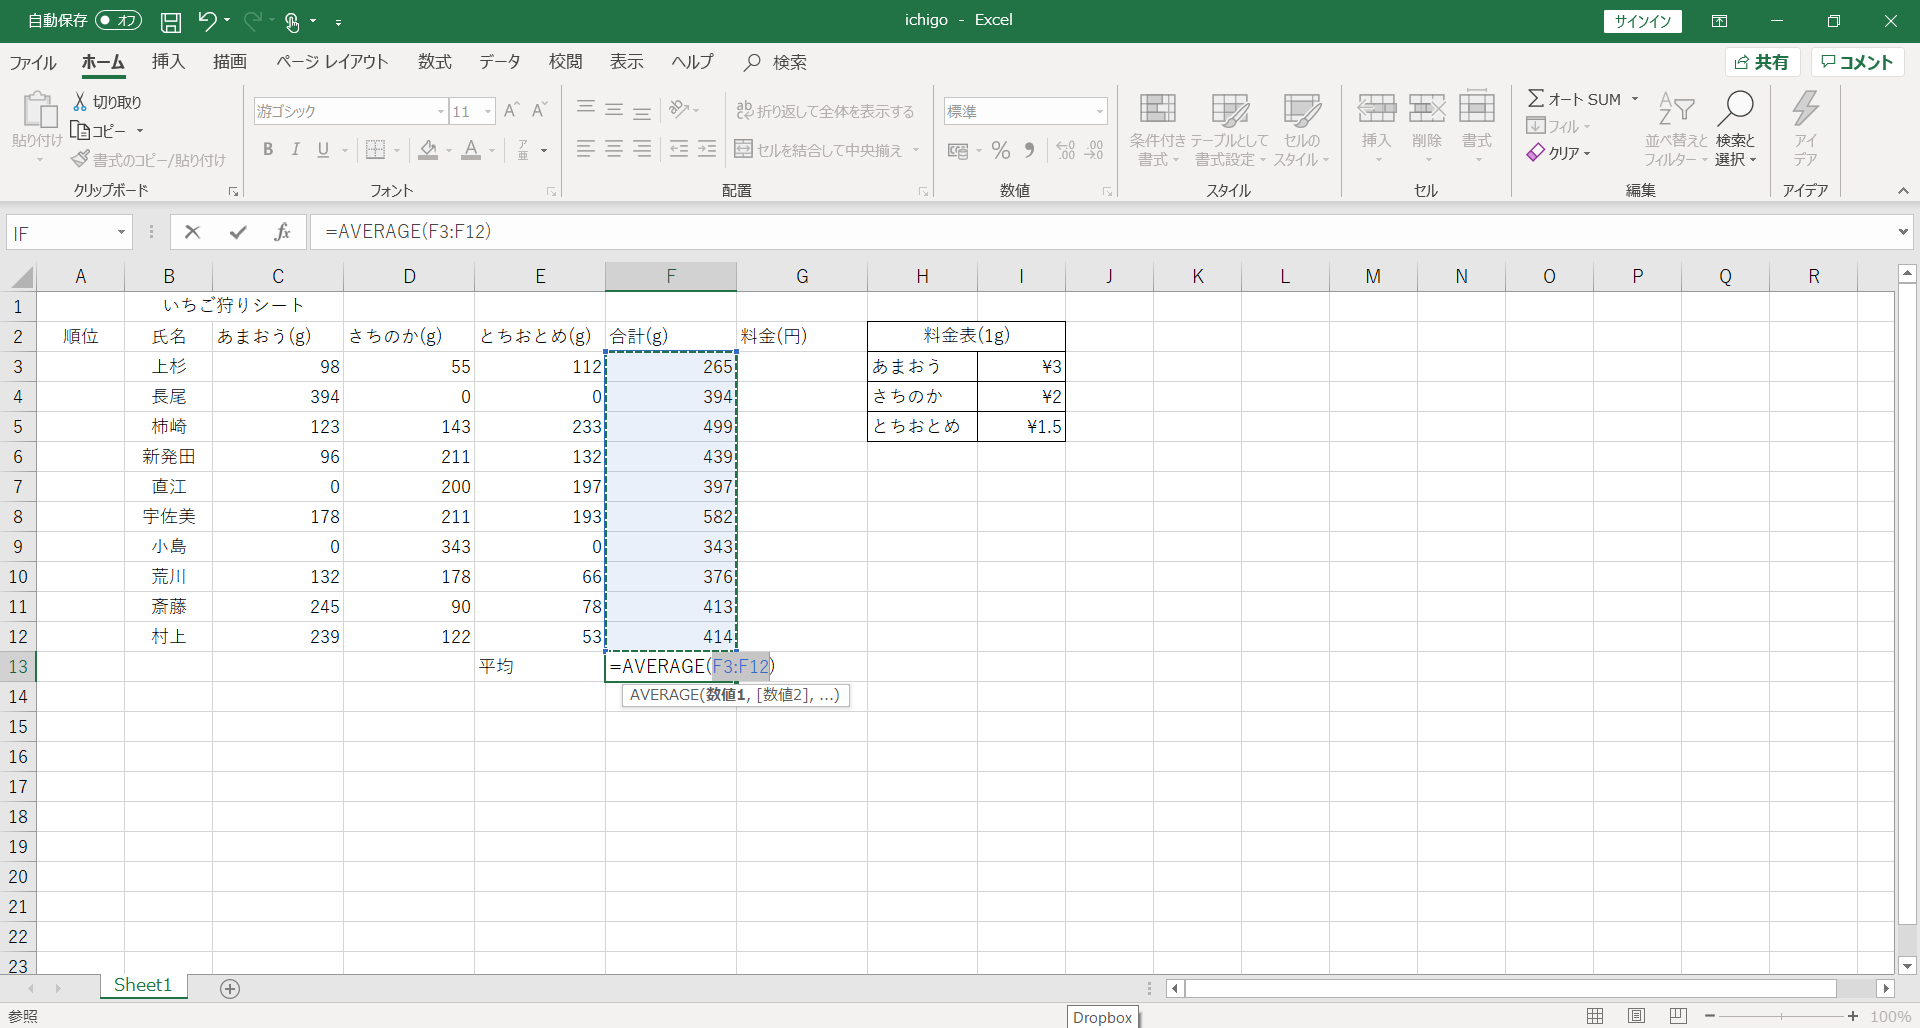 自動保存 オフ ichigo - Excel サインイン
ファイル ホーム 挿入 描画 ページ レイアウト 数式 データ 校閲 表示 ヘルプ 検索 共有 コメント
貼り付け 切り取り コピー 書式のコピー/貼り付け クリップボード
游ゴシック 11 B I U A ア亜 フォント
ab 折り返して全体を表示する セルを結合して中央揃え 配置
標準 % 数値
条件付き書式 テーブルとして書式設定 セルのスタイル スタイル
挿入 削除 書式 セル
オート SUM フィル クリア 並べ替えとフィルター 検索と選択 編集
アイデア アイデア
IF fx =AVERAGE(F3:F12)
A B C D E F G H I J K L M N O P Q R
1 いちご狩りシート
2 順位 氏名 あまおう(g) さちのか(g) とちおとめ(g) 合計(g) 料金(円) 料金表(1g)
3 上杉 98 55 112 265 あまおう ¥3
4 長尾 394 0 0 394 さちのか ¥2
5 柿崎 123 143 233 499 とちおとめ ¥1.5
6 新発田 96 211 132 439
7 直江 0 200 197 397
8 宇佐美 178 211 193 582
9 小島 0 343 0 343
10 荒川 132 178 66 376
11 斎藤 245 90 78 413
12 村上 239 122 53 414
13 平均 =AVERAGE(F3:F12)
14 AVERAGE(数値1, [数値2], ...)
15
16
17
18
19
20
21
22
23
Sheet1
参照 Dropbox 100%